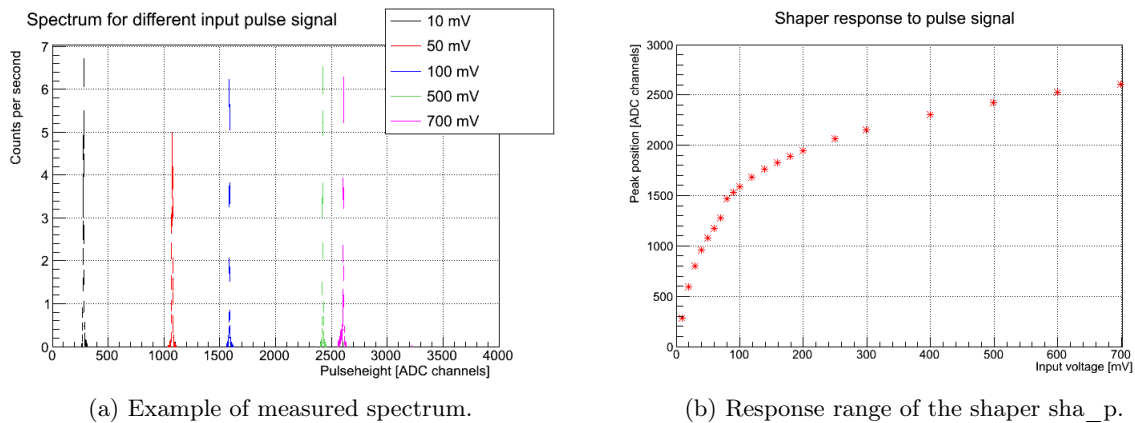 Spectrum for different input pulse signal
10 mV
50 mV
100 mV
500 mV
700 mV
Counts per second
7
6
5
4
3
2
1
0
0 500 1000 1500 2000 2500 3000 3500 4000
Pulseheight [ADC channels]
(a) Example of measured spectrum.
Shaper response to pulse signal
Peak position [ADC channels]
3000
2500
2000
1500
1000
500
0
0 100 200 300 400 500 600 700
Input voltage [mV]
(b) Response range of the shaper sha_p.